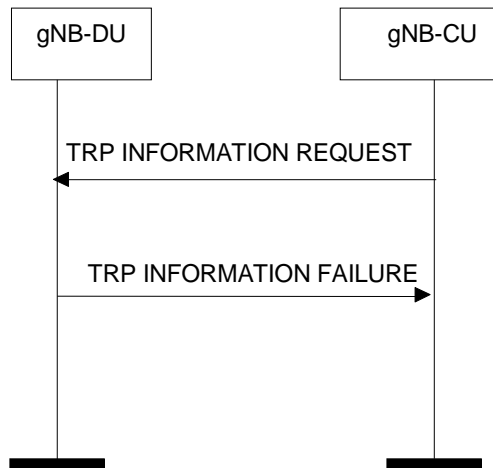 gNB-DU
gNB-CU
TRP INFORMATION REQUEST
TRP INFORMATION FAILURE